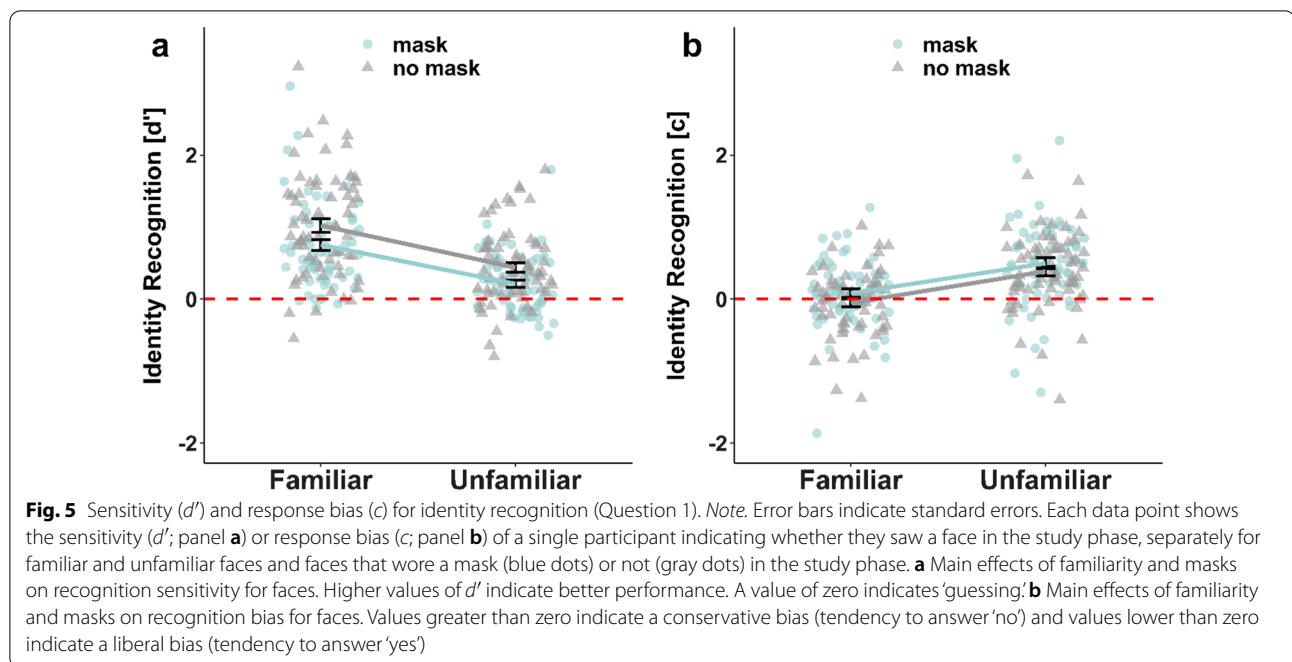 a
mask
no mask
Identity Recognition [d']
2
0
-2
Familiar Unfamiliar
b
mask
no mask
Identity Recognition [c]
2
0
-2
Familiar Unfamiliar
Fig. 5 Sensitivity (d′) and response bias (c) for identity recognition (Question 1). Note. Error bars indicate standard errors. Each data point shows
the sensitivity (d′; panel a) or response bias (c; panel b) of a single participant indicating whether they saw a face in the study phase, separately for
familiar and unfamiliar faces and faces that wore a mask (blue dots) or not (gray dots) in the study phase. a Main effects of familiarity and masks
on recognition sensitivity for faces. Higher values of d′ indicate better performance. A value of zero indicates ‘guessing.’ b Main effects of familiarity
and masks on recognition bias for faces. Values greater than zero indicate a conservative bias (tendency to answer ‘no’) and values lower than zero
indicate a liberal bias (tendency to answer ‘yes’)